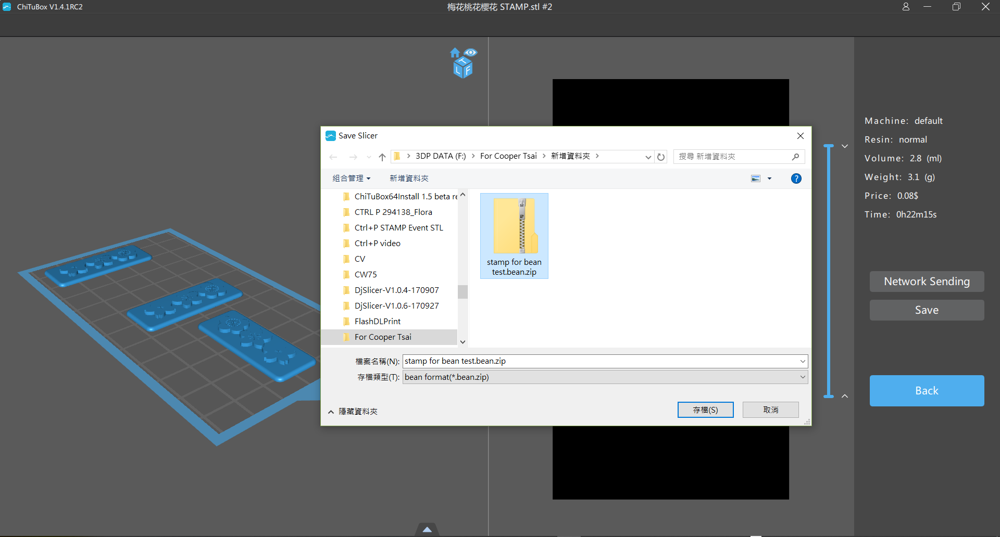 ChiTuBox V1.4.1RC2
梅花桃花櫻花 STAMP.stl #2
T
L F
Machine: default
Resin: normal
Volume: 2.8 (ml)
Weight: 3.1 (g)
Price: 0.08$
Time: 0h22m15s
Network Sending
Save
Back
Save Slicer
3DP DATA (F:) > For Cooper Tsai > 新增資料夾 >
搜尋 新增資料夾
組合管理
新增資料夾
?
ChiTuBox64Install 1.5 beta re
CTRL P 294138_Flora
Ctrl+P STAMP Event STL
Ctrl+P video
CV
CW75
DjSlicer-V1.0.4-170907
DjSlicer-V1.0.6-170927
FlashDLPrint
For Cooper Tsai
stamp for bean
test.bean.zip
檔案名稱(N): stamp for bean test.bean.zip
存檔類型(T): bean format(*.bean.zip)
隱藏資料夾
存檔(S)
取消